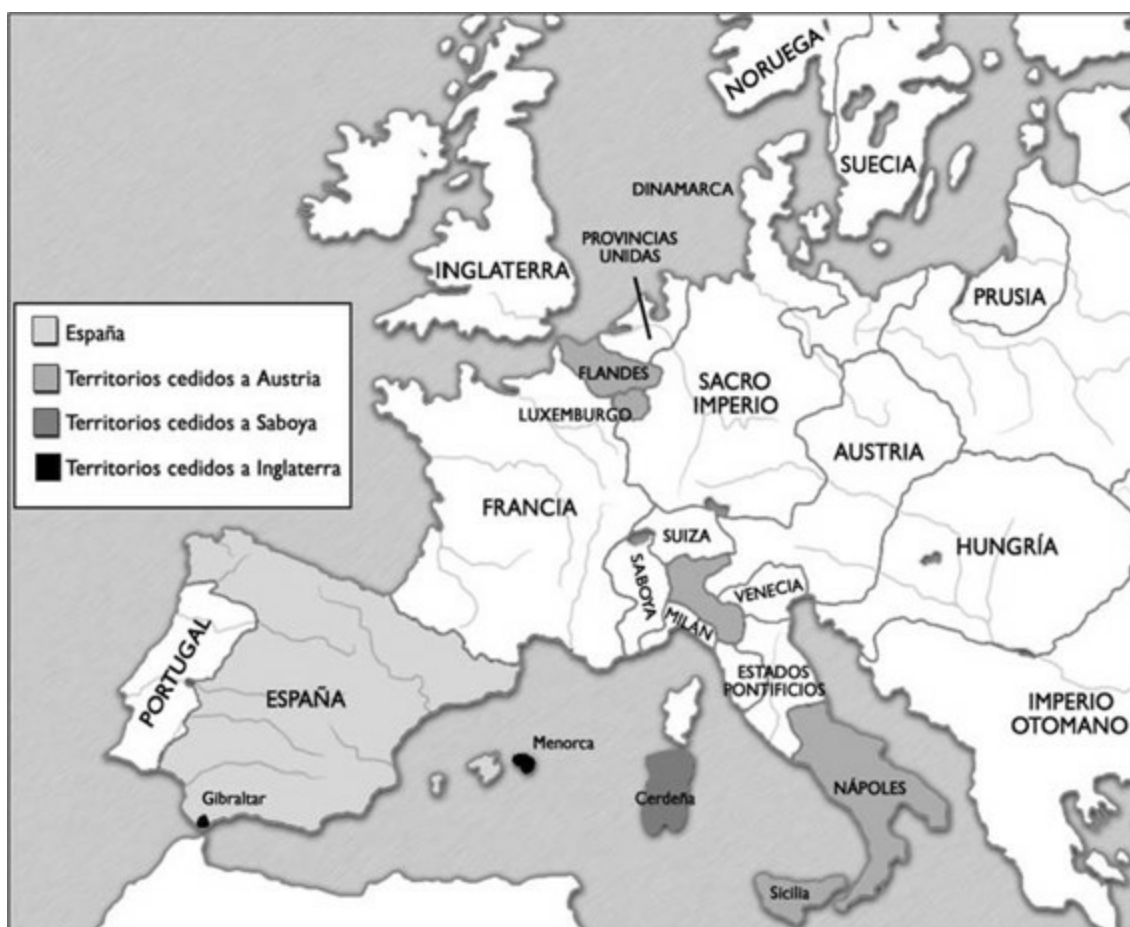 NORUEGA
SUECIA
DINAMARCA
PROVINCIAS
UNIDAS
INGLATERRA
PRUSIA
España
Territorios cedidos a Austria
Territorios cedidos a Saboya
Territorios cedidos a Inglaterra
FLANDES
LUXEMBURGO
SACRO
IMPERIO
AUSTRIA
FRANCIA
SUIZA
HUNGRÍA
SABOYA
VENECIA
MILÁN
PORTUGAL
ESPAÑA
ESTADOS
PONTIFICIOS
IMPERIO
OTOMANO
Menorca
Gibraltar
Cerdeña
NÁPOLES
Sicilia